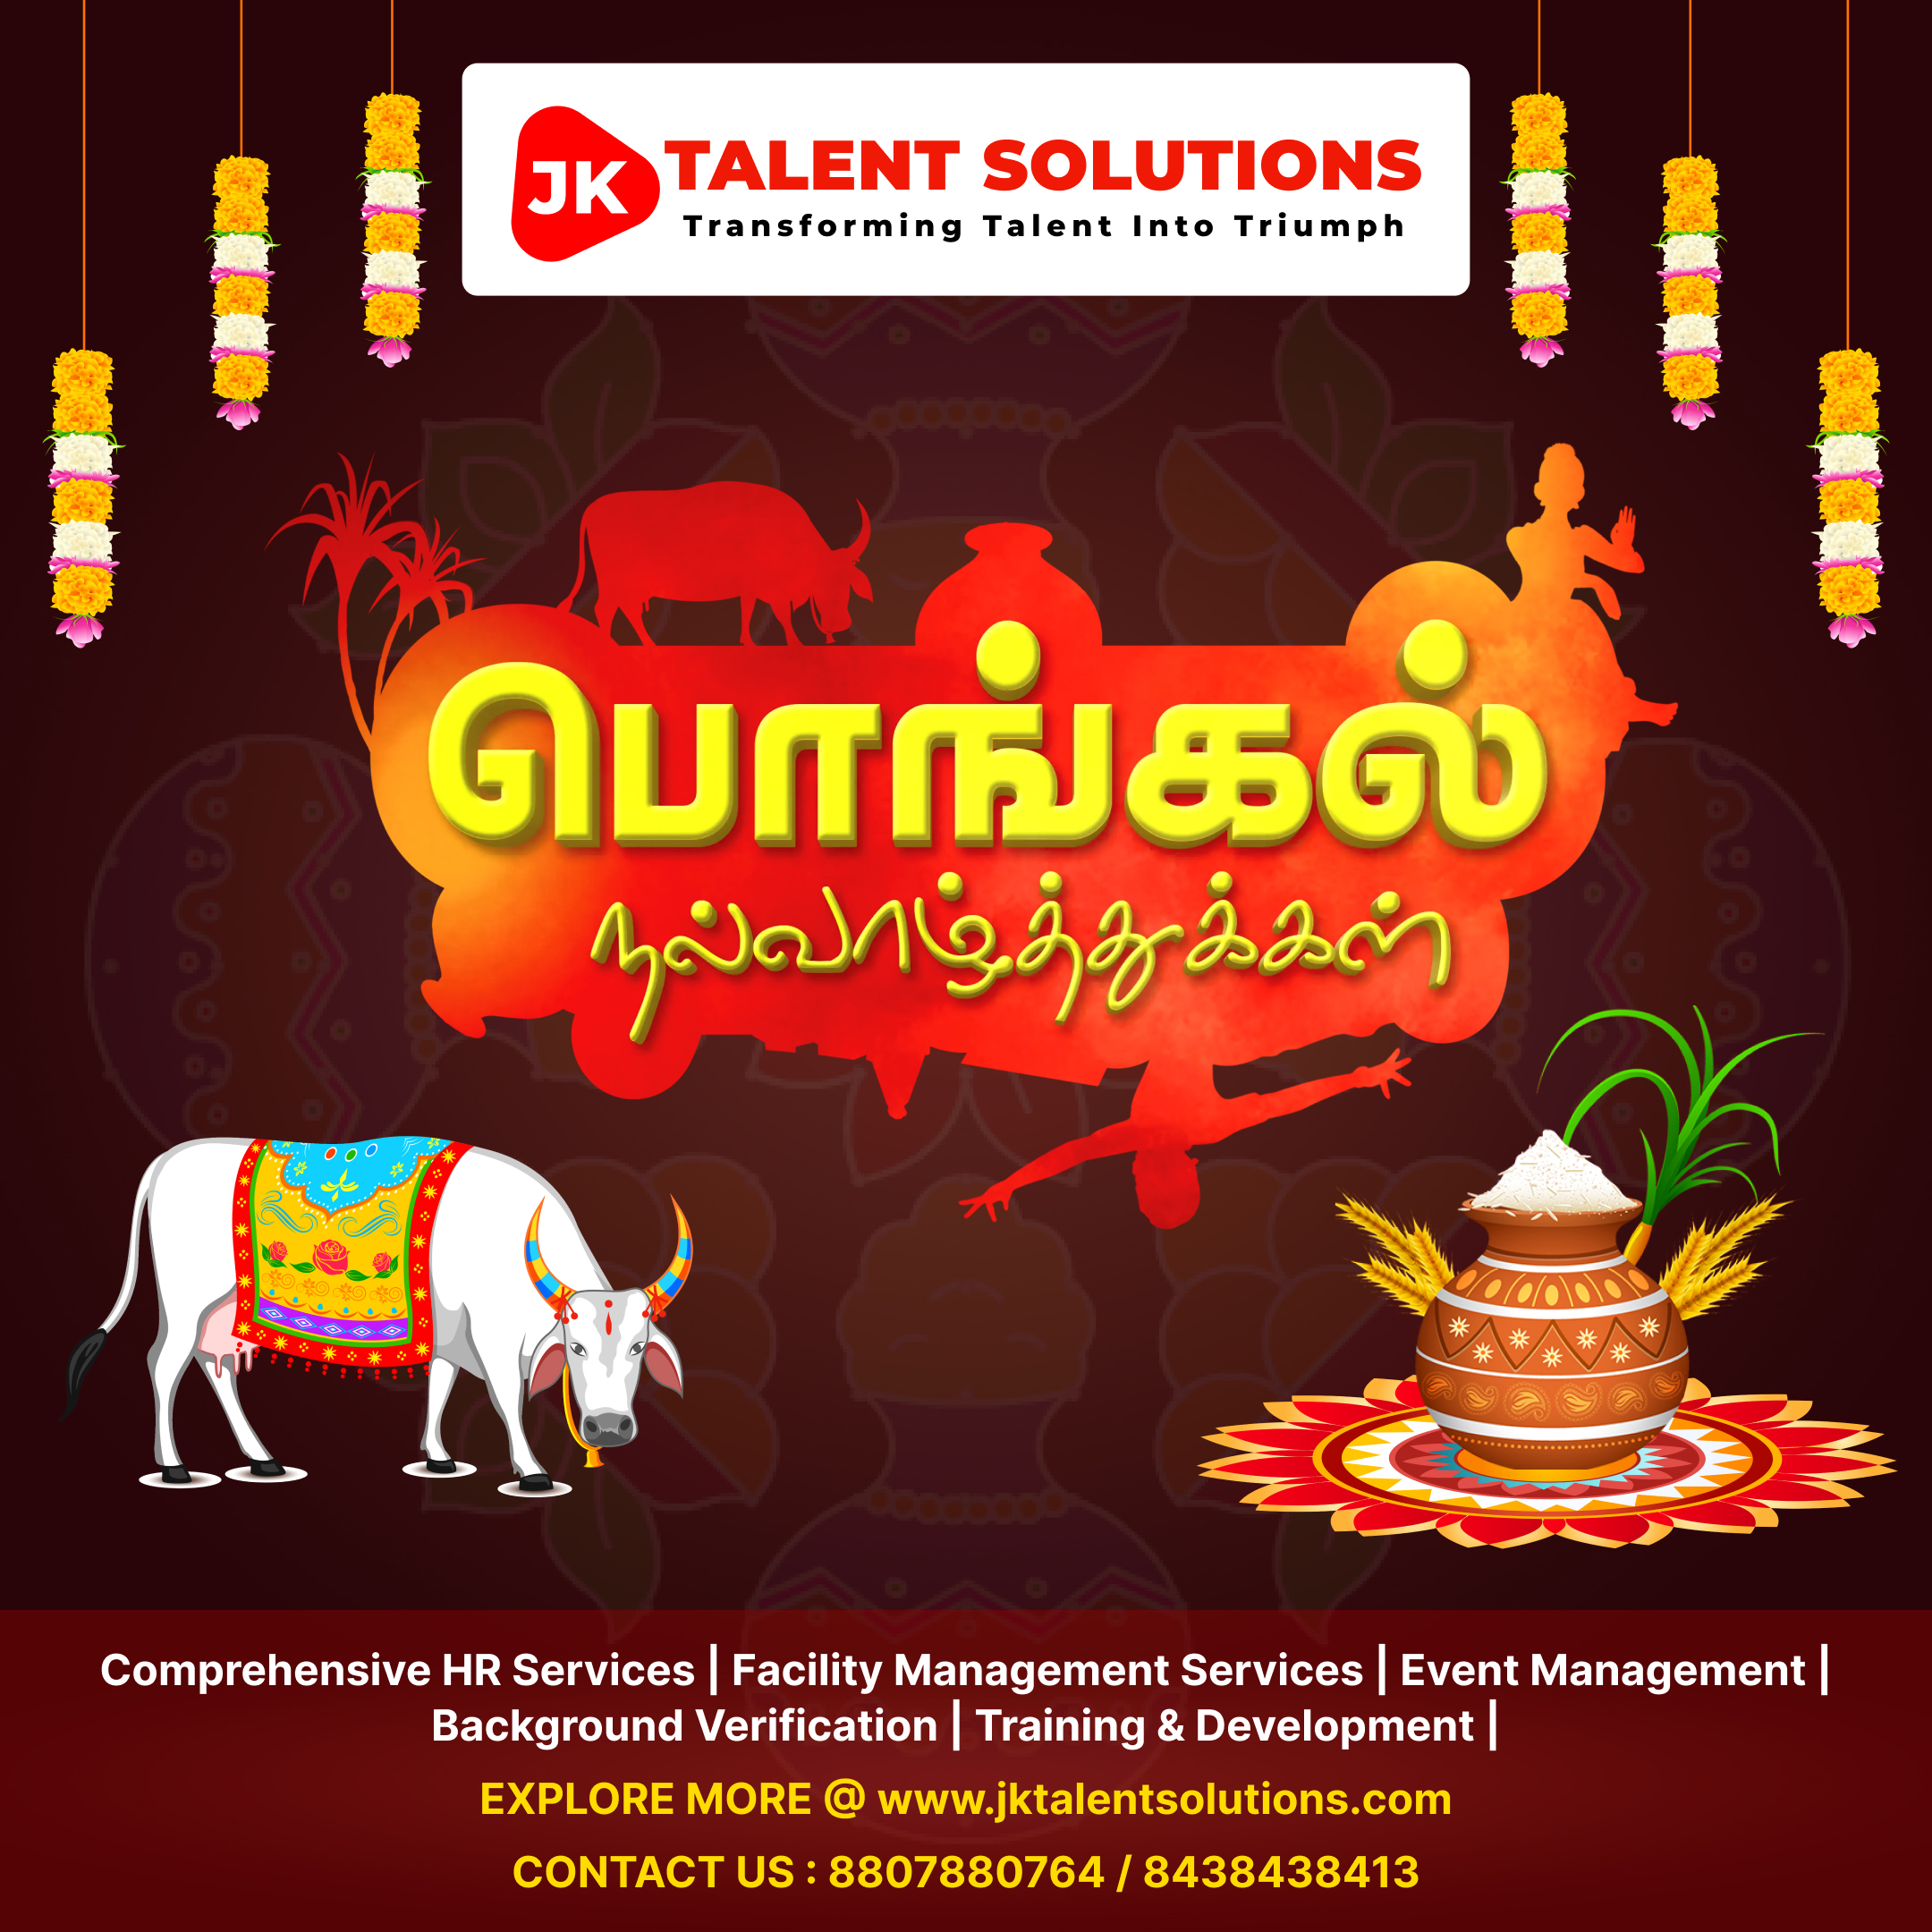 JK
TALENT SOLUTIONS
Transforming Talent Into Triumph
பொங்கல்
நல்வாழ்த்துக்கள்
Comprehensive HR Services | Facility Management Services | Event Management |
Background Verification | Training & Development |
EXPLORE MORE @ www.jktalentsolutions.com
CONTACT US : 8807880764 / 8438438413